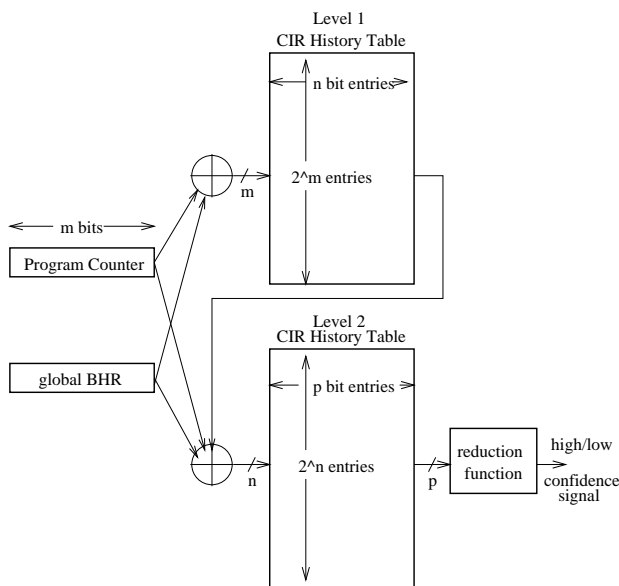 Level 1
CIR History Table
n bit entries
2^m entries
m
m bits
Program Counter
global BHR
Level 2
CIR History Table
p bit entries
2^n entries
n
p
reduction
function
high/low
confidence
signal